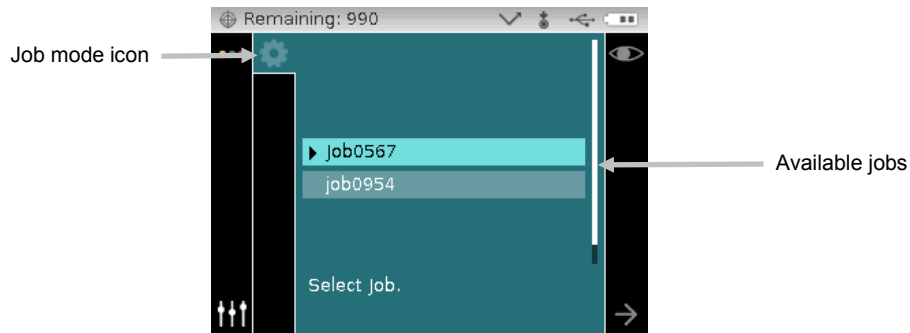 Remaining: 990
Job mode icon
Job0567
Available jobs
job0954
Select Job.